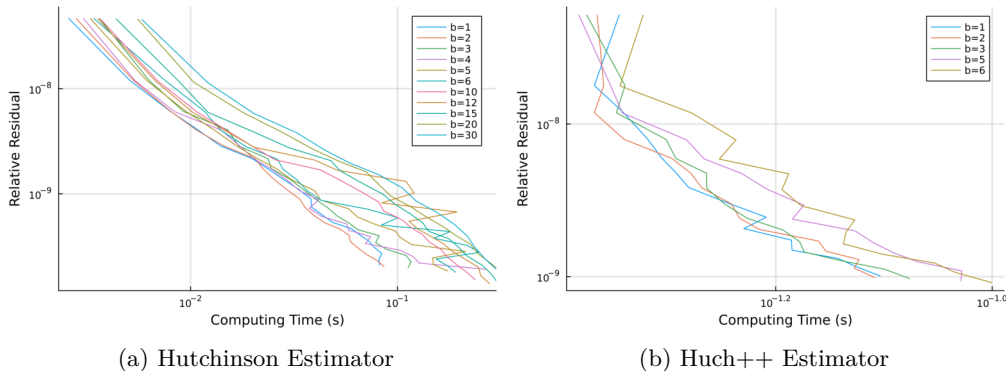 Relative Residual
10⁻⁸
10⁻⁹
10⁻²
10⁻¹
Computing Time (s)
b=1
b=2
b=3
b=4
b=5
b=6
b=10
b=12
b=15
b=20
b=30
(a) Hutchinson Estimator
Relative Residual
10⁻⁸
10⁻⁹
10⁻¹·²
10⁻¹·⁰
Computing Time (s)
b=1
b=2
b=3
b=5
b=6
(b) Huch++ Estimator